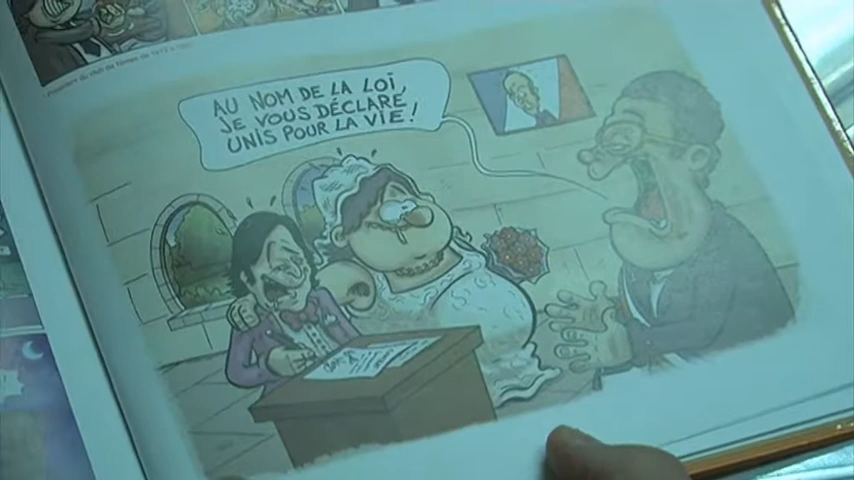 AU NOM DE LA LOI,
JE VOUS DÉCLARE
UNIS POUR LA VIE!